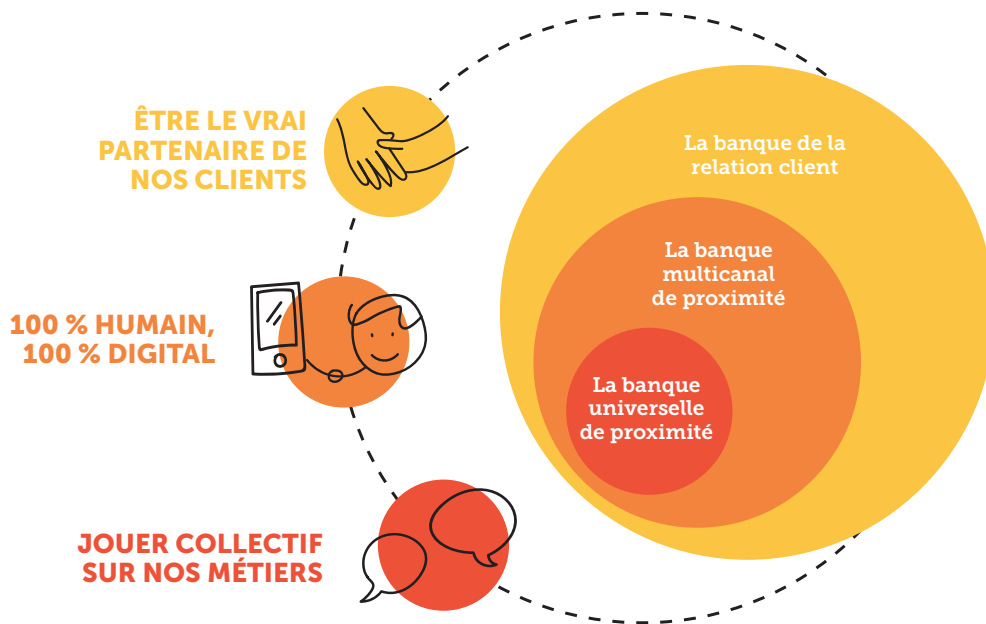 ÊTRE LE VRAI
PARTENAIRE DE
NOS CLIENTS
100 % HUMAIN,
100 % DIGITAL
JOUER COLLECTIF
SUR NOS MÉTIERS
La banque de la
relation client
La banque
multicanal
de proximité
La banque
universelle
de proximité